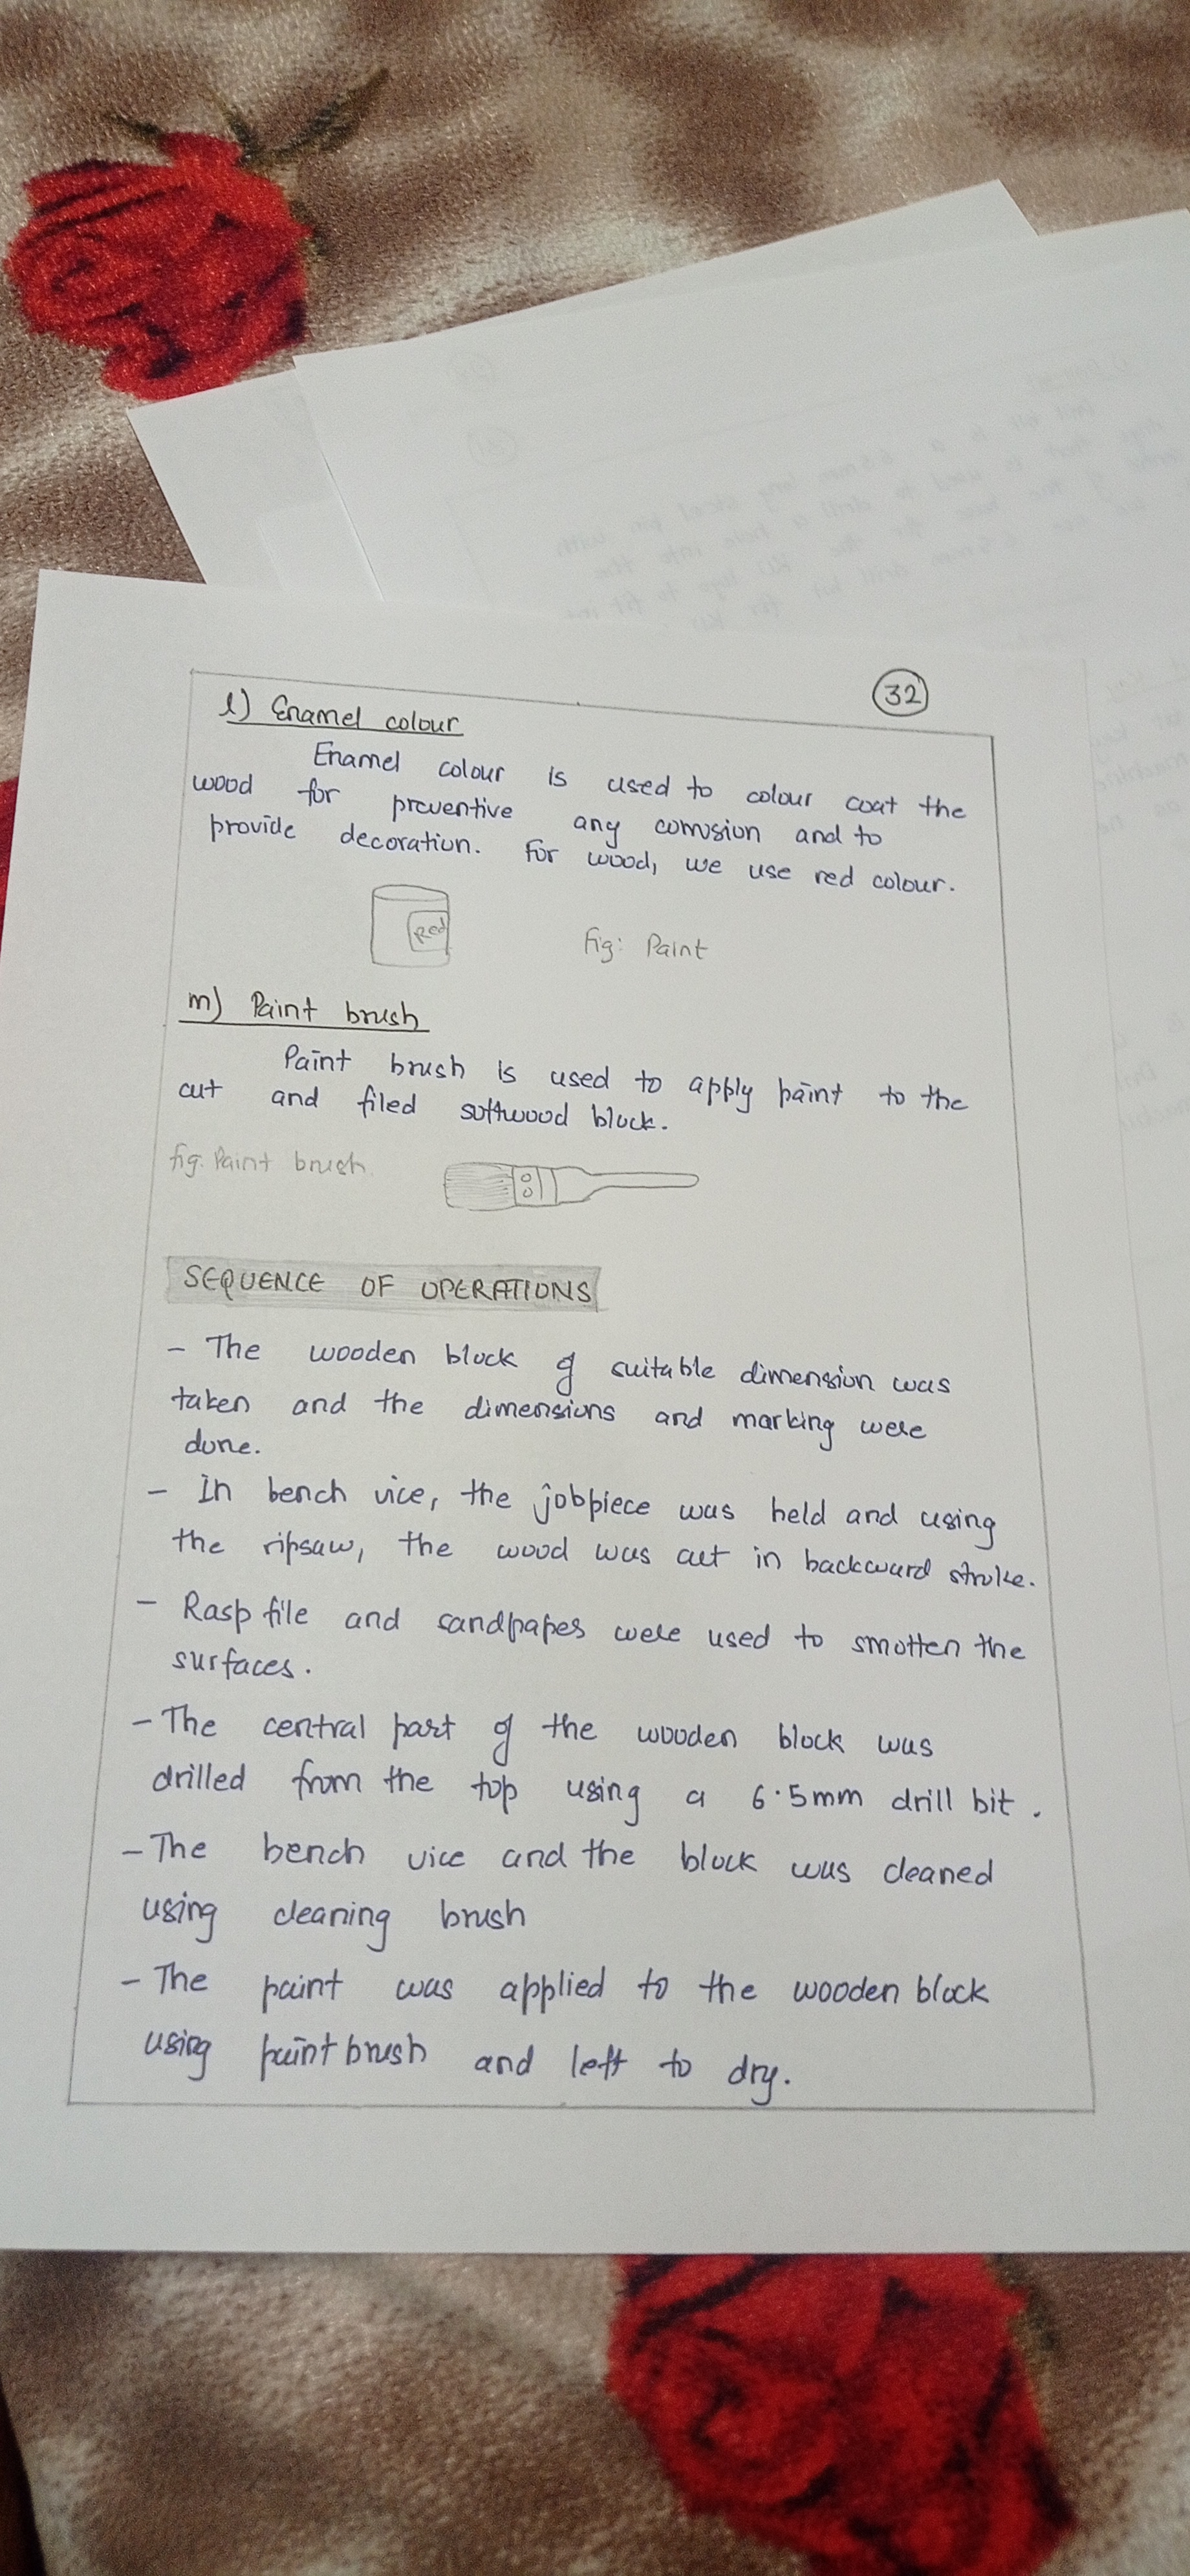 32
l) Enamel colour
Enamel colour is used to colour coat the
wood for preventive any corrosion and to
provide decoration. For wood, we use red colour.
Red
Fig: Paint
m) Paint brush
Paint brush is used to apply paint to the
cut and filed softwood block.
fig. Paint brush
SEQUENCE OF OPERATIONS
- The wooden block of suitable dimension was
taken and the dimensions and marking were
done.
- In bench vice, the jobpiece was held and using
the ripsaw, the wood was cut in backward stroke.
- Rasp file and sandpapes were used to smotten the
surfaces.
- The central part of the wooden block was
drilled from the top using a 6.5mm drill bit.
- The bench vice and the block was cleaned
using cleaning brush
- The paint was applied to the wooden block
using paintbrush and left to dry.